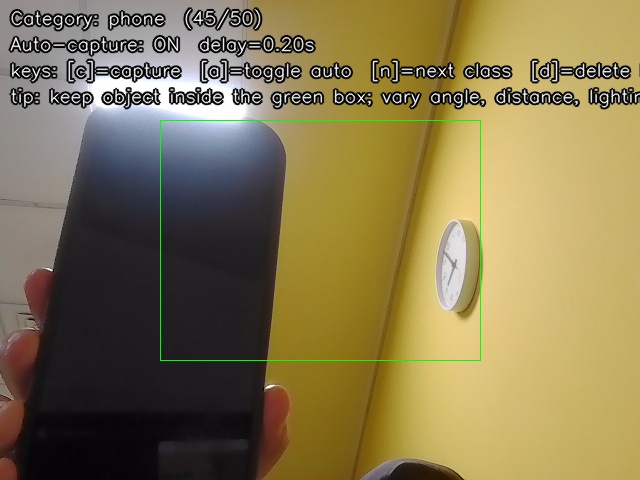 Category: phone  (45/50)
Auto-capture: ON  delay=0.20s
keys: [c]=capture  [a]=toggle auto  [n]=next class  [d]=delete
tip: keep object inside the green box; vary angle, distance,